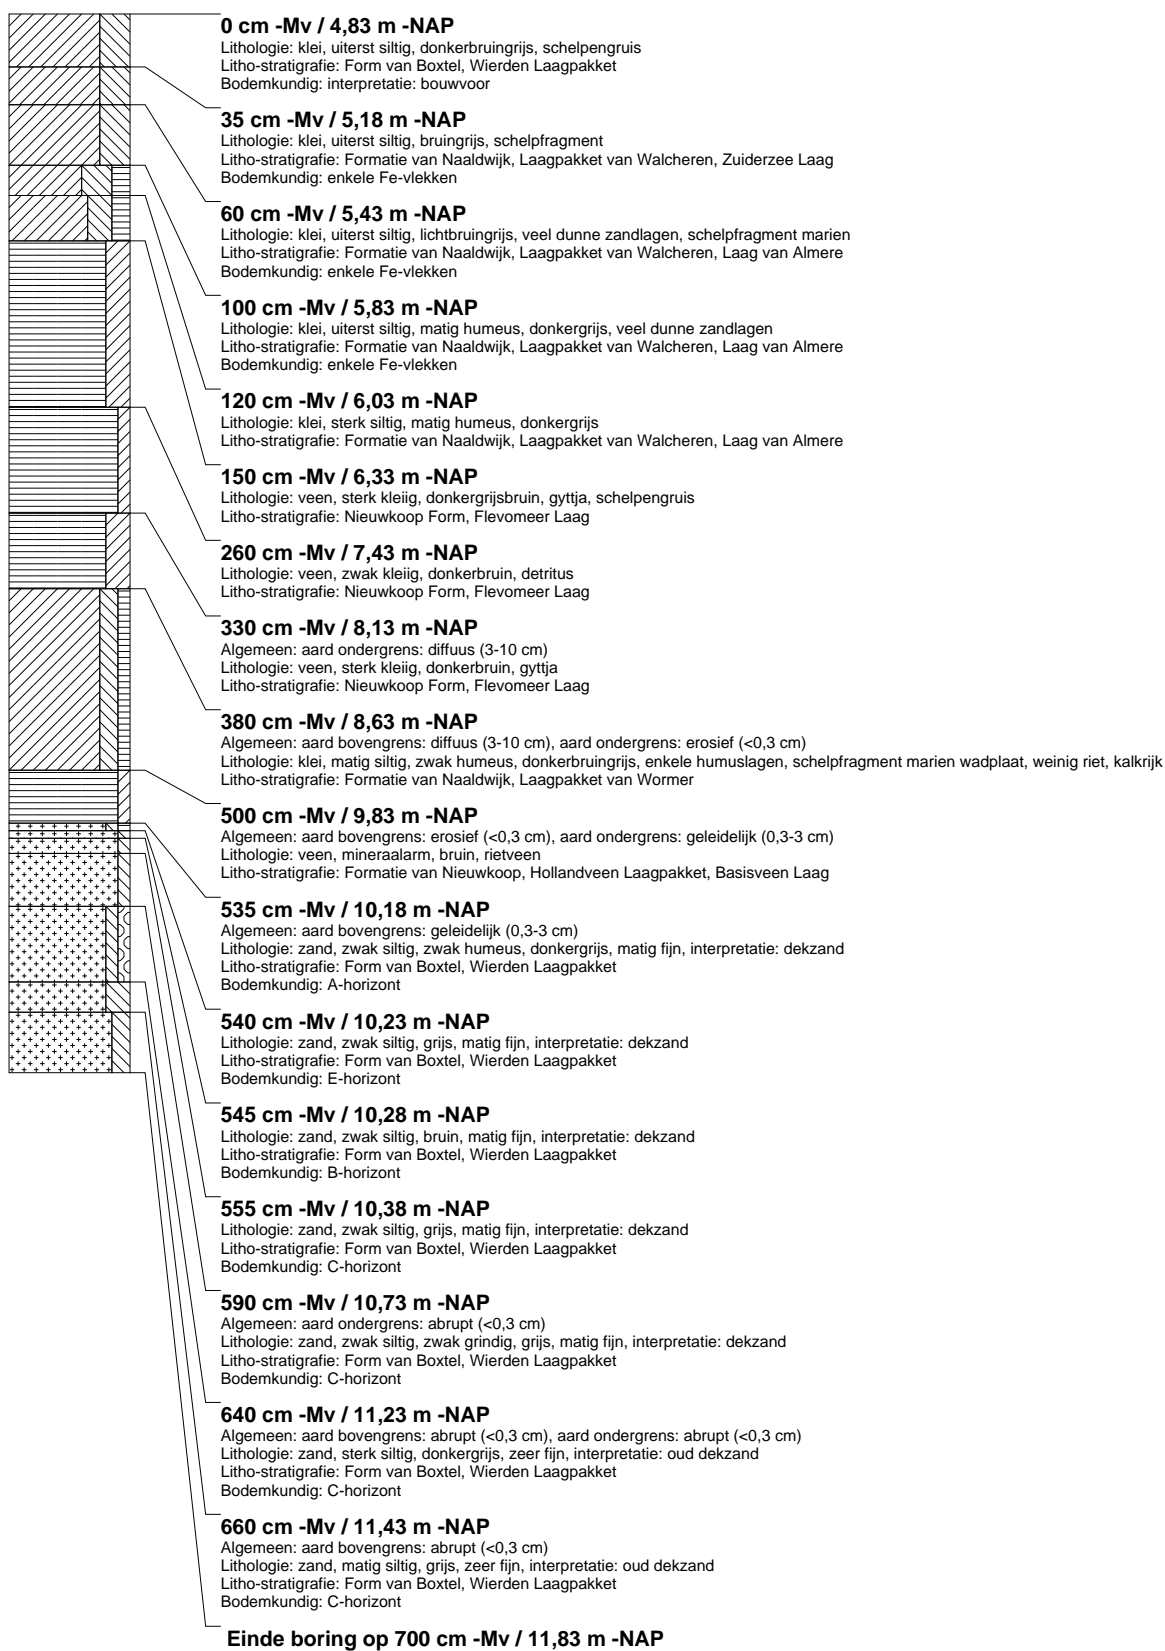 0 cm -Mv / 4,83 m -NAP
Lithologie: klei, uiterst siltig, donkerbruingrijs, schelpengruis
Litho-stratigrafie: Form van Boxtel, Wierden Laagpakket
Bodemkundig: interpretatie: bouwvoor
35 cm -Mv / 5,18 m -NAP
Lithologie: klei, uiterst siltig, bruingrijs, schelpfragment
Litho-stratigrafie: Formatie van Naaldwijk, Laagpakket van Walcheren, Zuiderzee Laag
Bodemkundig: enkele Fe-vlekken
60 cm -Mv / 5,43 m -NAP
Lithologie: klei, uiterst siltig, lichtbruingrijs, veel dunne zandlagen, schelpfragment marien
Litho-stratigrafie: Formatie van Naaldwijk, Laagpakket van Walcheren, Laag van Almere
Bodemkundig: enkele Fe-vlekken
100 cm -Mv / 5,83 m -NAP
Lithologie: klei, uiterst siltig, matig humeus, donkergrijs, veel dunne zandlagen
Litho-stratigrafie: Formatie van Naaldwijk, Laagpakket van Walcheren, Laag van Almere
Bodemkundig: enkele Fe-vlekken
120 cm -Mv / 6,03 m -NAP
Lithologie: klei, sterk siltig, matig humeus, donkergrijs
Litho-stratigrafie: Formatie van Naaldwijk, Laagpakket van Walcheren, Laag van Almere
150 cm -Mv / 6,33 m -NAP
Lithologie: veen, sterk kleiig, donkergrijsbruin, gyttja, schelpengruis
Litho-stratigrafie: Nieuwkoop Form, Flevomeer Laag
260 cm -Mv / 7,43 m -NAP
Lithologie: veen, zwak kleiig, donkerbruin, detritus
Litho-stratigrafie: Nieuwkoop Form, Flevomeer Laag
330 cm -Mv / 8,13 m -NAP
Algemeen: aard ondergrens: diffuus (3-10 cm)
Lithologie: veen, sterk kleiig, donkerbruin, gyttja
Litho-stratigrafie: Nieuwkoop Form, Flevomeer Laag
380 cm -Mv / 8,63 m -NAP
Algemeen: aard bovengrens: diffuus (3-10 cm), aard ondergrens: erosief (<0,3 cm)
Lithologie: klei, matig siltig, zwak humeus, donkerbruingrijs, enkele humuslagen, schelpfragment marien wadplaat, weinig riet, kalkrijk
Litho-stratigrafie: Formatie van Naaldwijk, Laagpakket van Wormer
500 cm -Mv / 9,83 m -NAP
Algemeen: aard bovengrens: erosief (<0,3 cm), aard ondergrens: geleidelijk (0,3-3 cm)
Lithologie: veen, mineraalarm, bruin, rietveen
Litho-stratigrafie: Formatie van Nieuwkoop, Hollandveen Laagpakket, Basisveen Laag
535 cm -Mv / 10,18 m -NAP
Algemeen: aard bovengrens: geleidelijk (0,3-3 cm)
Lithologie: zand, zwak siltig, zwak humeus, donkergrijs, matig fijn, interpretatie: dekzand
Litho-stratigrafie: Form van Boxtel, Wierden Laagpakket
Bodemkundig: A-horizont
540 cm -Mv / 10,23 m -NAP
Lithologie: zand, zwak siltig, grijs, matig fijn, interpretatie: dekzand
Litho-stratigrafie: Form van Boxtel, Wierden Laagpakket
Bodemkundig: E-horizont
545 cm -Mv / 10,28 m -NAP
Lithologie: zand, zwak siltig, bruin, matig fijn, interpretatie: dekzand
Litho-stratigrafie: Form van Boxtel, Wierden Laagpakket
Bodemkundig: B-horizont
555 cm -Mv / 10,38 m -NAP
Lithologie: zand, zwak siltig, grijs, matig fijn, interpretatie: dekzand
Litho-stratigrafie: Form van Boxtel, Wierden Laagpakket
Bodemkundig: C-horizont
590 cm -Mv / 10,73 m -NAP
Algemeen: aard ondergrens: abrupt (<0,3 cm)
Lithologie: zand, zwak siltig, zwak grindig, grijs, matig fijn, interpretatie: dekzand
Litho-stratigrafie: Form van Boxtel, Wierden Laagpakket
Bodemkundig: C-horizont
640 cm -Mv / 11,23 m -NAP
Algemeen: aard bovengrens: abrupt (<0,3 cm), aard ondergrens: abrupt (<0,3 cm)
Lithologie: zand, sterk siltig, donkergrijs, zeer fijn, interpretatie: oud dekzand
Litho-stratigrafie: Form van Boxtel, Wierden Laagpakket
Bodemkundig: C-horizont
660 cm -Mv / 11,43 m -NAP
Algemeen: aard bovengrens: abrupt (<0,3 cm)
Lithologie: zand, matig siltig, grijs, zeer fijn, interpretatie: oud dekzand
Litho-stratigrafie: Form van Boxtel, Wierden Laagpakket
Bodemkundig: C-horizont
Einde boring op 700 cm -Mv / 11,83 m -NAP